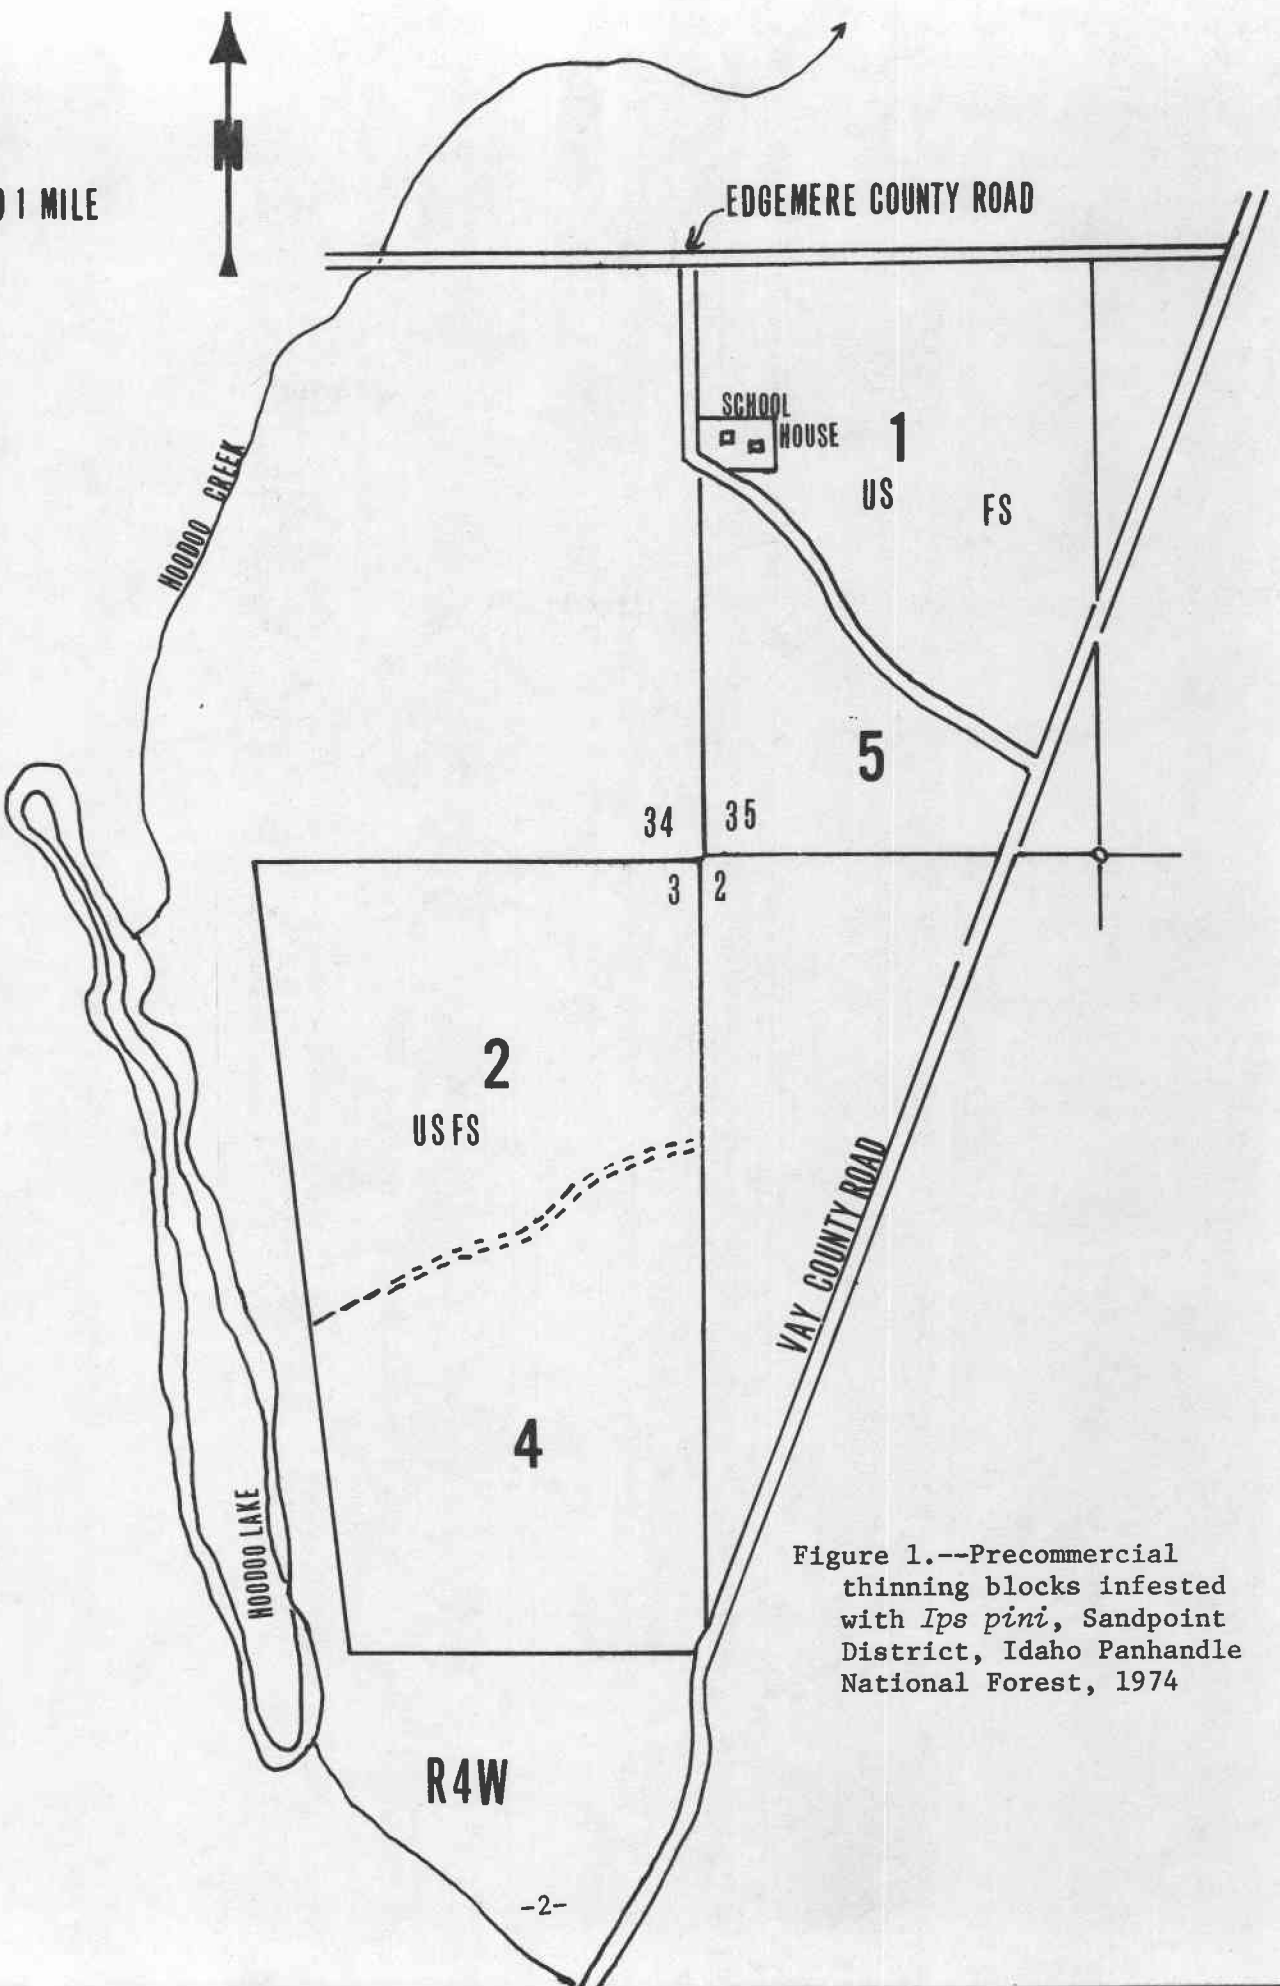 N
1 MILE
EDGEMERE COUNTY ROAD
SCHOOL
HOUSE
1
US FS
HOODOO CREEK
5
34 35
3 2
2
USFS
VAY COUNTY ROAD
4
HOODOO LAKE
Figure 1.--Precommercial
thinning blocks infested
with Ips pini, Sandpoint
District, Idaho Panhandle
National Forest, 1974
R4W
-2-